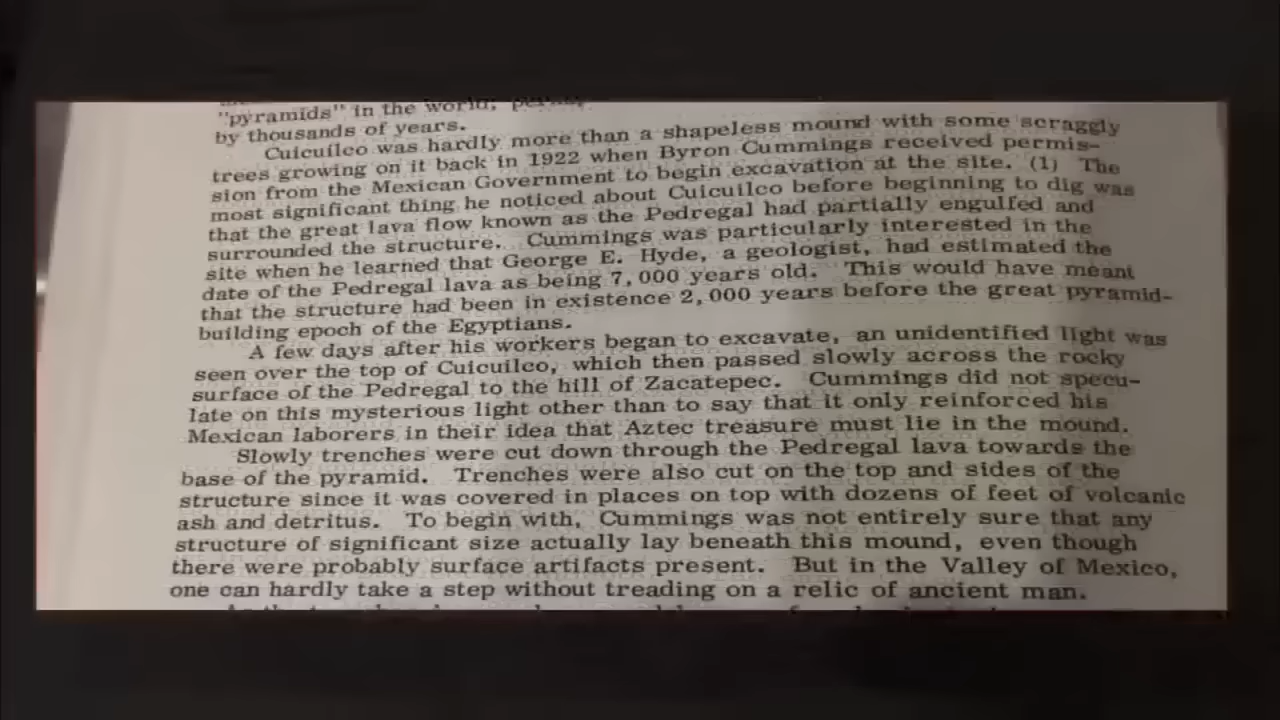 "pyramids" in the world;
by thousands of years.
Cuicuilco was hardly more than a shapeless mound with some scraggly
trees growing on it back in 1922 when Byron Cummings received permis-
sion from the Mexican Government to begin excavation at the site. (1) The
most significant thing he noticed about Cuicuilco before beginning to dig was
that the great lava flow known as the Pedregal had partially engulfed and
surrounded the structure. Cummings was particularly interested in the
site when he learned that George E. Hyde, a geologist, had estimated the
date of the Pedregal lava as being 7,000 years old. This would have meant
that the structure had been in existence 2,000 years before the great pyramid-
building epoch of the Egyptians.
A few days after his workers began to excavate, an unidentified light was
seen over the top of Cuicuilco, which then passed slowly across the rocky
surface of the Pedregal to the hill of Zacatepec. Cummings did not specu-
late on this mysterious light other than to say that it only reinforced his
Mexican laborers in their idea that Aztec treasure must lie in the mound.
Slowly trenches were cut down through the Pedregal lava towards the
base of the pyramid. Trenches were also cut on the top and sides of the
structure since it was covered in places on top with dozens of feet of volcanic
ash and detritus. To begin with, Cummings was not entirely sure that any
structure of significant size actually lay beneath this mound, even though
there were probably surface artifacts present. But in the Valley of Mexico,
one can hardly take a step without treading on a relic of ancient man.